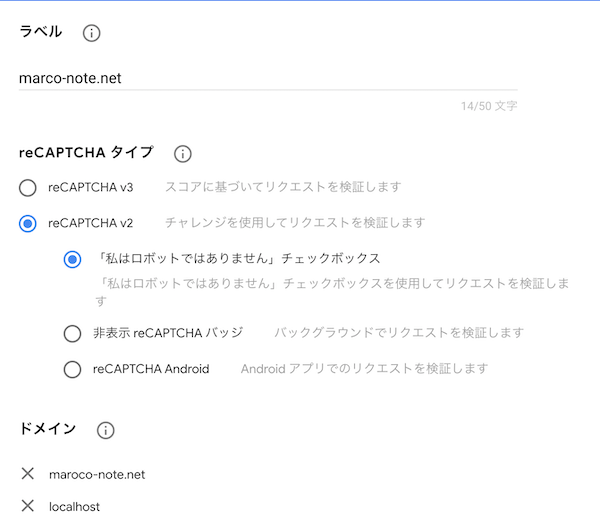 ラベル
marco-note.net
14/50 文字
reCAPTCHA タイプ
reCAPTCHA v3 スコアに基づいてリクエストを検証します
reCAPTCHA v2 チャレンジを使用してリクエストを検証します
「私はロボットではありません」チェックボックス
「私はロボットではありません」チェックボックスを使用してリクエストを検証しま
す
非表示 reCAPTCHA バッジ バックグラウンドでリクエストを検証します
reCAPTCHA Android Android アプリでのリクエストを検証します
ドメイン
maroco-note.net
localhost